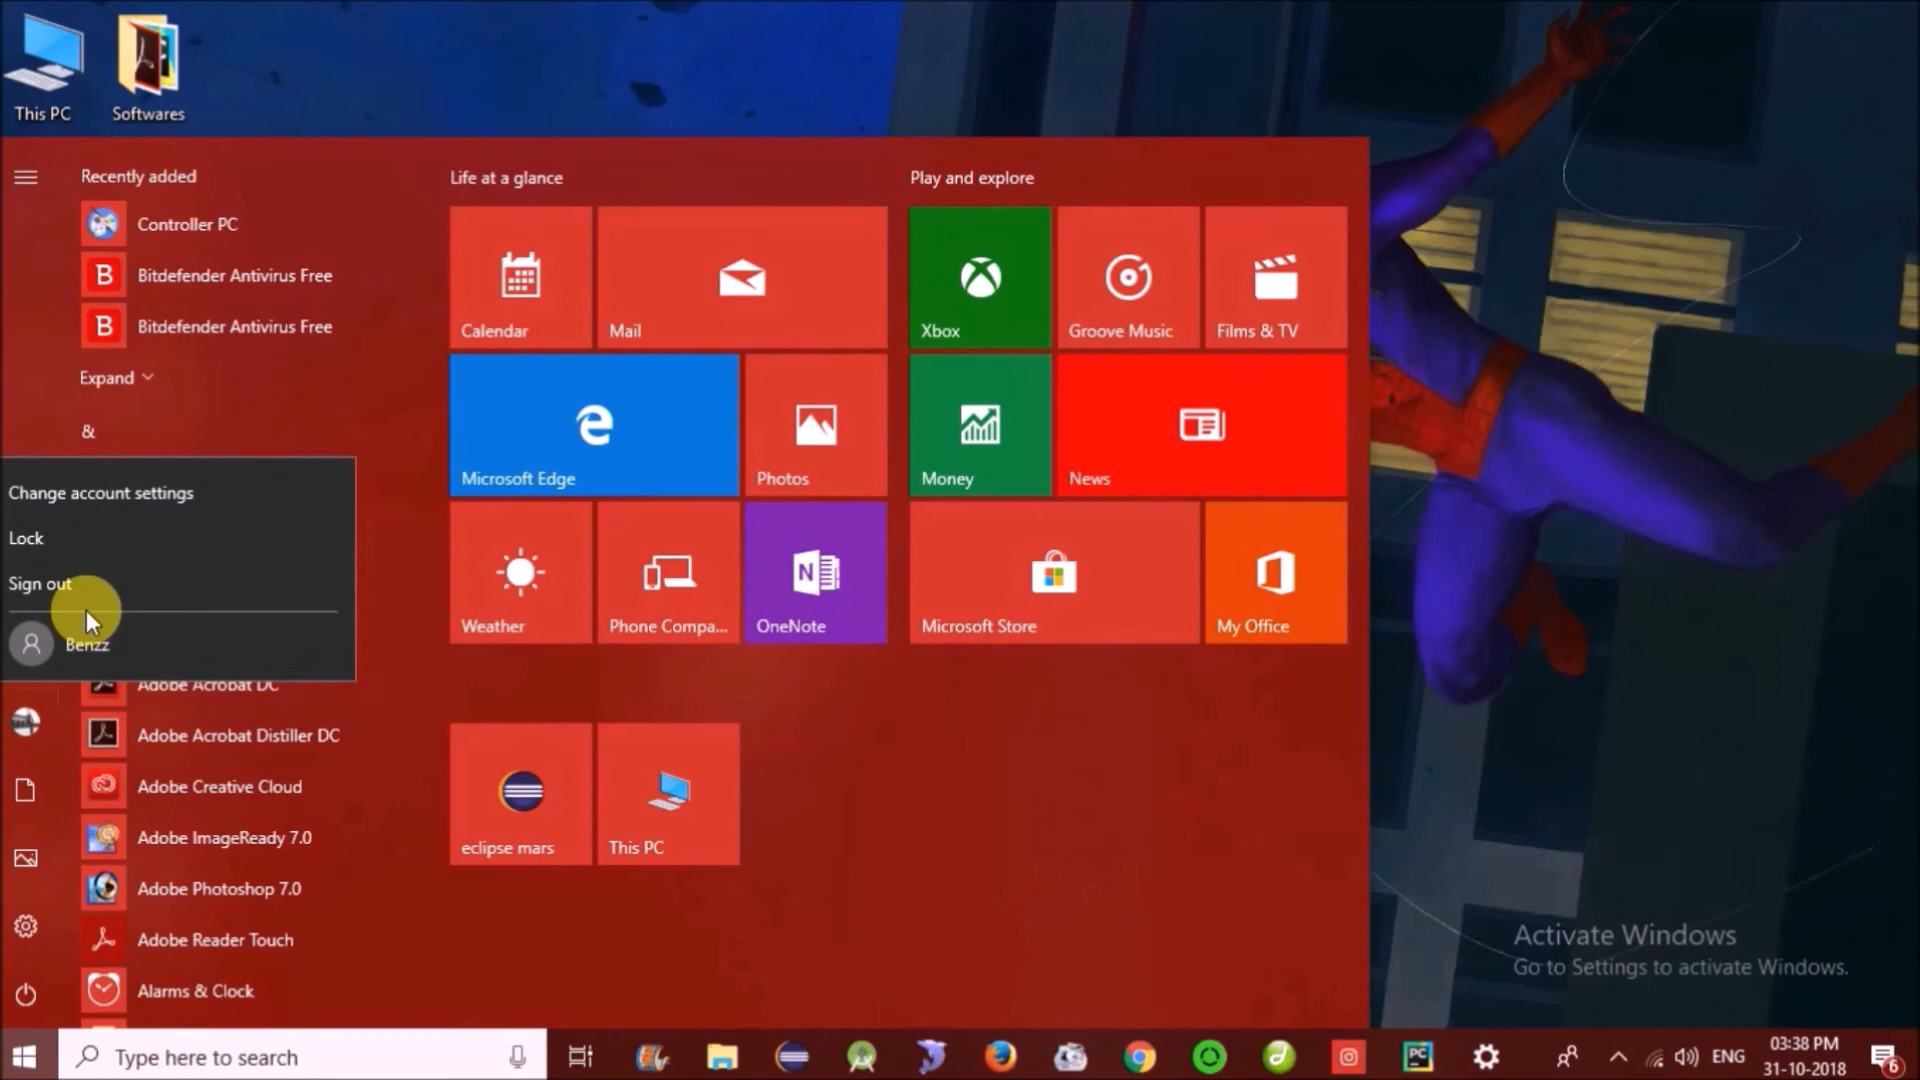 This PC
Softwares
Recently added
Controller PC
Bitdefender Antivirus Free
Bitdefender Antivirus Free
Expand
&
Change account settings
Lock
Sign out
Benzz
Adobe Acrobat DC
Adobe Acrobat Distiller DC
Adobe Creative Cloud
Adobe ImageReady 7.0
Adobe Photoshop 7.0
Adobe Reader Touch
Alarms & Clock
Life at a glance
Calendar
Mail
Microsoft Edge
Photos
Weather
Phone Compa...
OneNote
eclipse mars
This PC
Play and explore
Xbox
Groove Music
Films & TV
Money
News
Microsoft Store
My Office
Activate Windows
Go to Settings to activate Windows.
Type here to search
PC
ENG
03:38 PM
31-10-2018
6